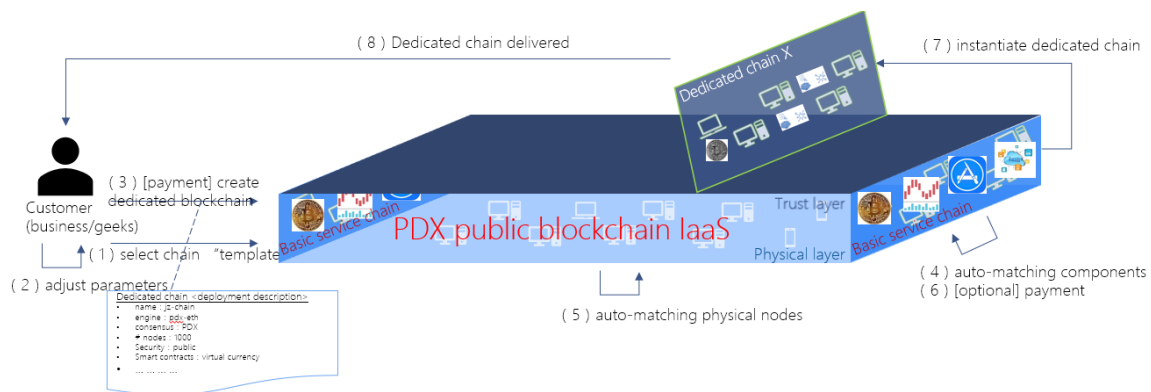 ( 8 ) Dedicated chain delivered
( 7 ) instantiate dedicated chain
Dedicated chain X
( 3 ) [payment] create
dedicated blockchain
Customer
(business/geeks)
( 1 ) select chain “template
( 2 ) adjust parameters
Basic service chain
PDX public blockchain IaaS
Trust layer
Physical layer
Basic service chain
( 4 ) auto-matching components
( 6 ) [optional] payment
( 5 ) auto-matching physical nodes
Dedicated chain <deployment description>
• name : jz-chain
• engine : pdx-eth
• consensus : PDX
• # nodes : 1000
• Security : public
• Smart contracts : virtual currency
• ... ... ... ...